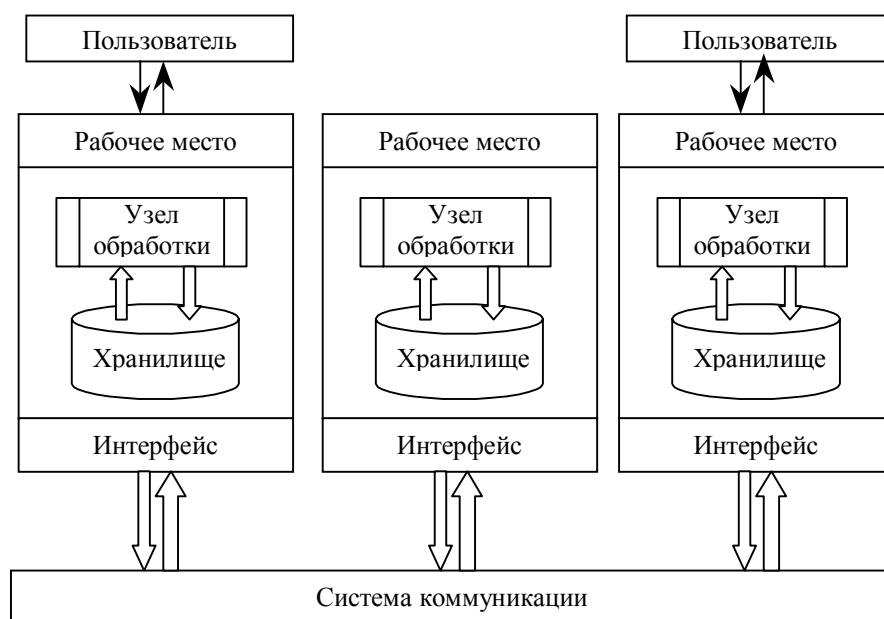 Пользователь
Пользователь
Рабочее место
Рабочее место
Рабочее место
Узел
обработки
Узел
обработки
Узел
обработки
Хранилище
Хранилище
Хранилище
Интерфейс
Интерфейс
Интерфейс
Система коммуникации